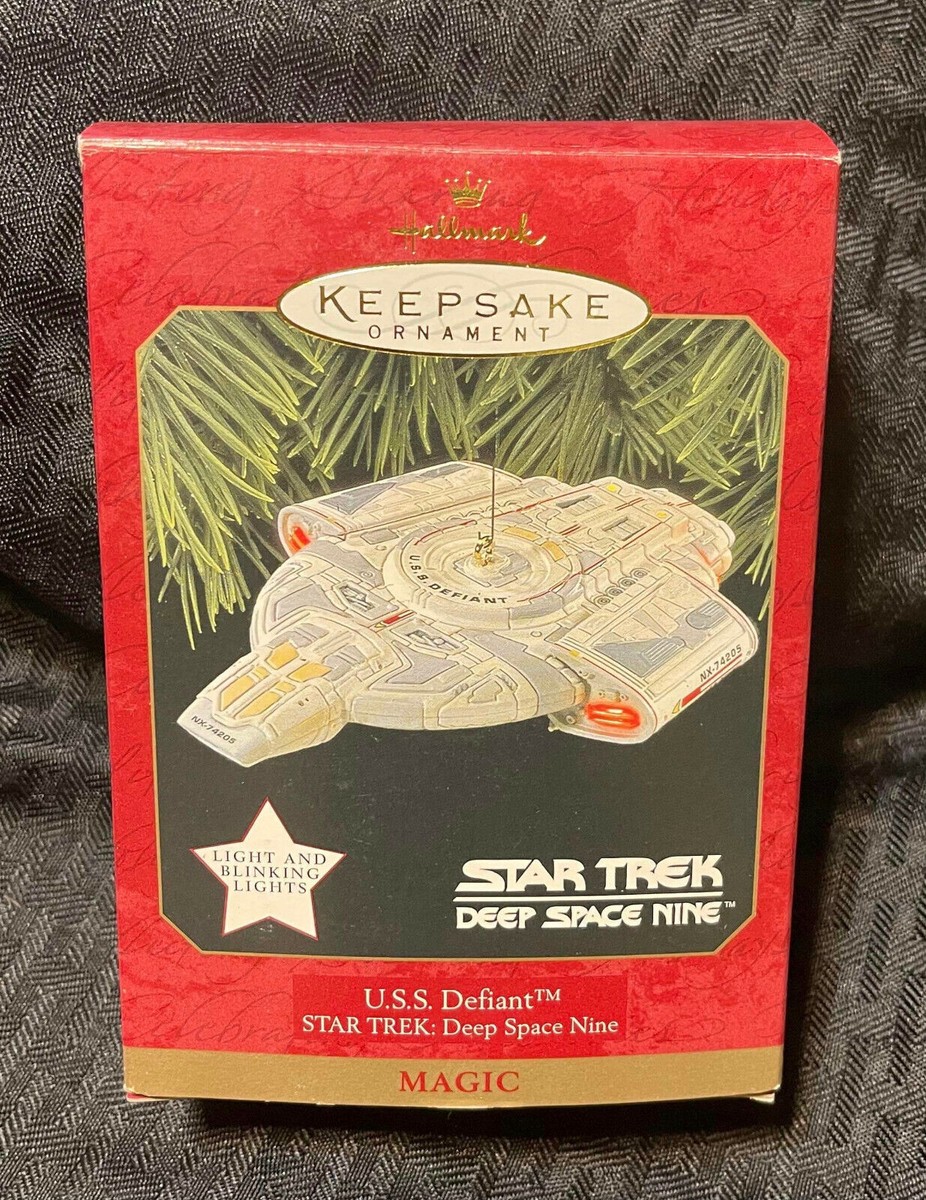 Hallmark
KEEPSAKE
ORNAMENT
U.S.S. DEFIANT
NX-74205
NX-74205
LIGHT AND
BLINKING
LIGHTS
STAR TREK
DEEP SPACE NINE™
U.S.S. Defiant™
STAR TREK: Deep Space Nine
MAGIC